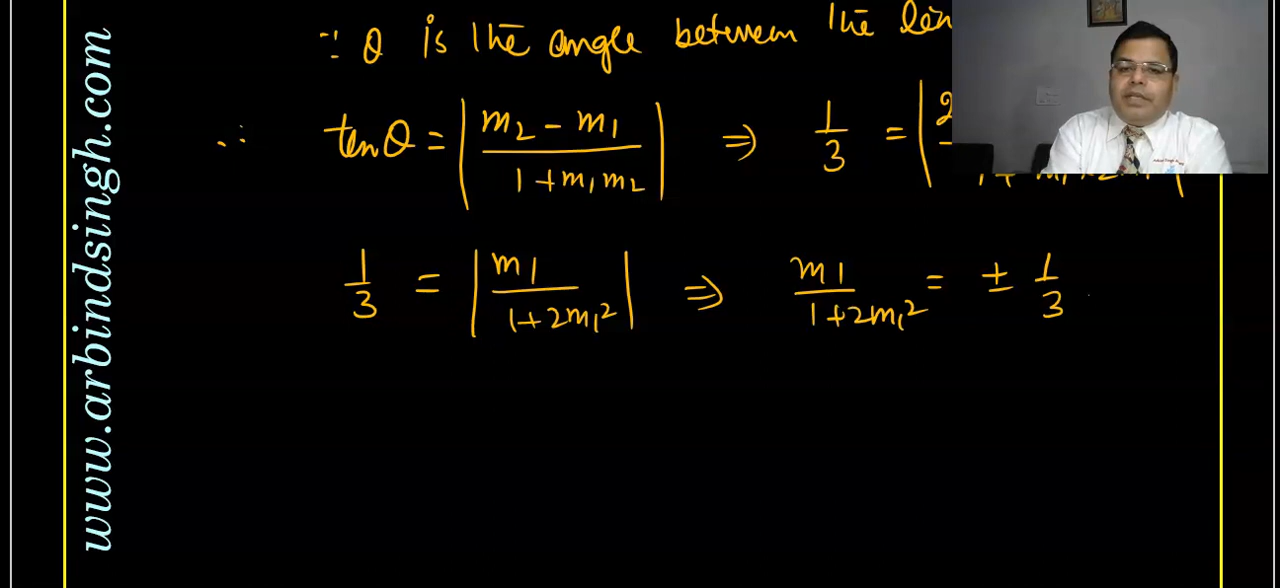 ∵ θ is the angle between the
∴ tanθ = |(m₂ - m₁)/(1 + m₁m₂)| ⇒ 1/3 = |
1/3 = |m₁/(1 + 2m₁²)| ⇒ m₁/(1 + 2m₁²) = ± 1/3
www.arbindsingh.com